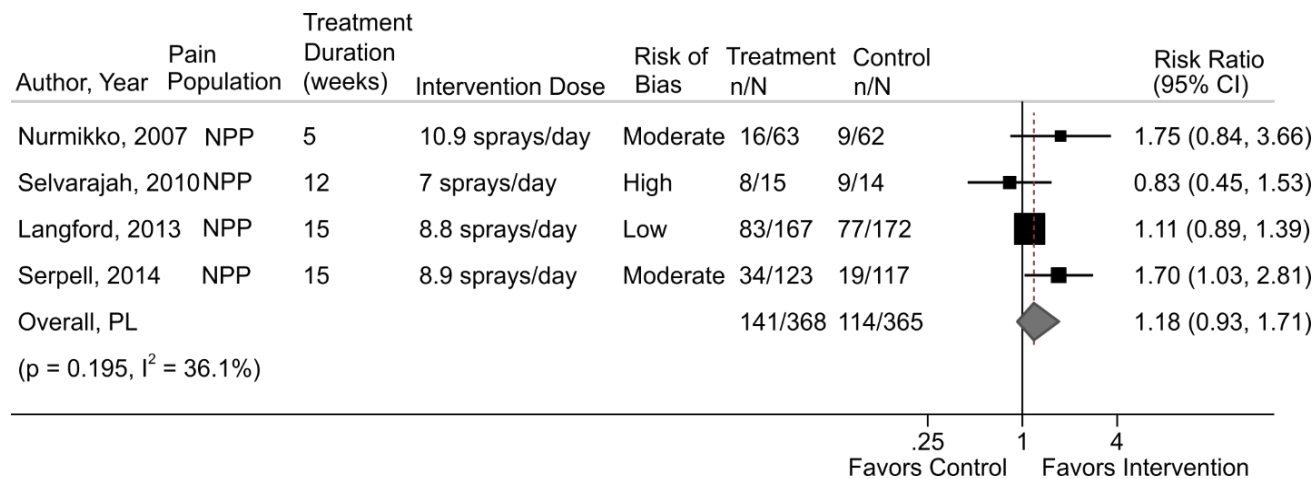 Author, Year Pain Population Treatment Duration (weeks) Intervention Dose Risk of Bias Treatment n/N Control n/N Risk Ratio (95% CI)
Nurmikko, 2007 NPP 5 10.9 sprays/day Moderate 16/63 9/62 1.75 (0.84, 3.66)
Selvarajah, 2010 NPP 12 7 sprays/day High 8/15 9/14 0.83 (0.45, 1.53)
Langford, 2013 NPP 15 8.8 sprays/day Low 83/167 77/172 1.11 (0.89, 1.39)
Serpell, 2014 NPP 15 8.9 sprays/day Moderate 34/123 19/117 1.70 (1.03, 2.81)
Overall, PL 141/368 114/365 1.18 (0.93, 1.71)
(p = 0.195, I² = 36.1%)
.25 1 4
Favors Control Favors Intervention